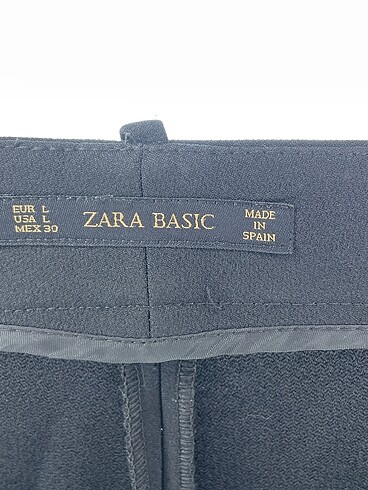 EUR L
USA L
MEX 30
ZARA BASIC
MADE
IN
SPAIN